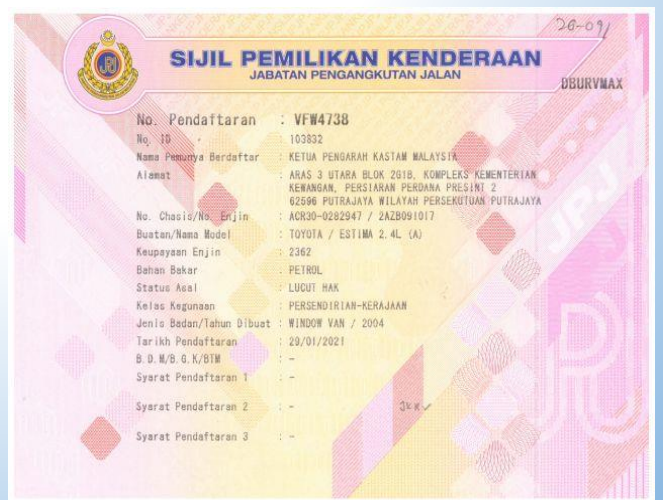 26-09/
JPJ
SIJIL PEMILIKAN KENDERAAN
JABATAN PENGANGKUTAN JALAN
DBURVMAX
No. Pendaftaran : VFW4738
No. ID : 103832
Nama Pemunya Berdaftar : KETUA PENGARAH KASTAM MALAYSIA
Alamat : ARAS 3 UTARA BLOK 2G1B, KOMPLEKS KEMENTERIAN
KEWANGAN, PERSIARAN PERDANA PRESINT 2
62596 PUTRAJAYA WILAYAH PERSEKUTUAN PUTRAJAYA
No. Chasis/No. Enjin : ACR30-0282947 / 2AZB091017
Buatan/Nama Model : TOYOTA / ESTIMA 2.4L (A)
Keupayaan Enjin : 2362
Bahan Bakar : PETROL
Status Asal : LUCUT HAK
Kelas Kegunaan : PERSENDIRIAN-KERAJAAN
Jenis Badan/Tahun Dibuat : WINDOW VAN / 2004
Tarikh Pendaftaran : 29/01/2021
B.D.M/B.G.K/BTM : -
Syarat Pendaftaran 1 : -
Syarat Pendaftaran 2 : -
Syarat Pendaftaran 3 : -
JPJ